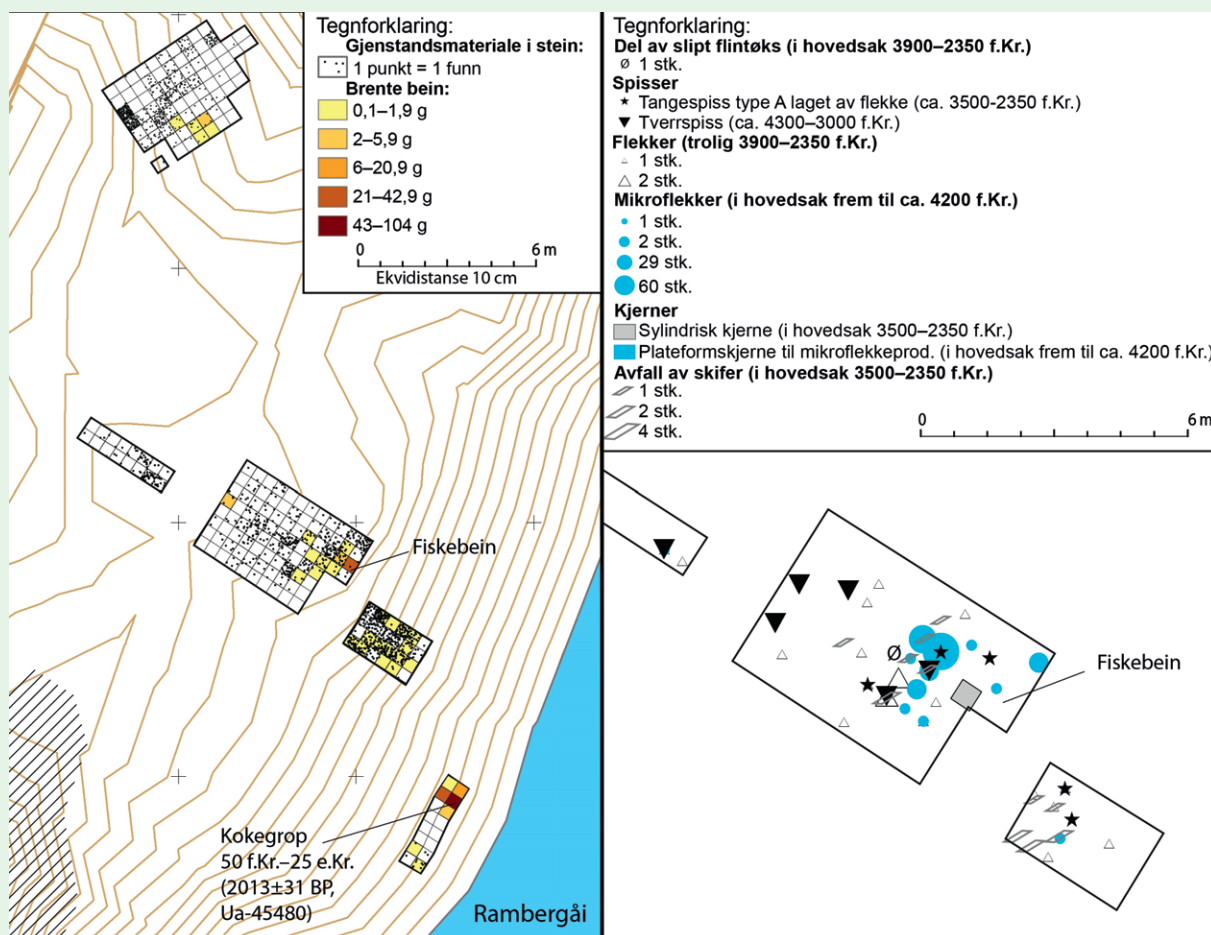 Tegnforklaring:
Gjenstandsmateriale i stein:
1 punkt = 1 funn
Brente bein:
0,1–1,9 g
2–5,9 g
6–20,9 g
21–42,9 g
43–104 g
0 6 m
Ekvidistanse 10 cm
Fiskebein
Kokegrop
50 f.Kr.–25 e.Kr.
(2013±31 BP,
Ua-45480)
Rambergåi
Tegnforklaring:
Del av slipt flintøks (i hovedsak 3900–2350 f.Kr.)
Ø 1 stk.
Spisser
Tangespiss type A laget av flekke (ca. 3500-2350 f.Kr.)
Tverrspiss (ca. 4300–3000 f.Kr.)
Flekker (trolig 3900–2350 f.Kr.)
1 stk.
2 stk.
Mikroflekker (i hovedsak frem til ca. 4200 f.Kr.)
1 stk.
2 stk.
29 stk.
60 stk.
Kjerner
Sylindrisk kjerne (i hovedsak 3500–2350 f.Kr.)
Plateformskjerne til mikroflekkeprod. (i hovedsak frem til ca. 4200 f.Kr.)
Avfall av skifer (i hovedsak 3500–2350 f.Kr.)
1 stk.
2 stk.
4 stk.
0 6 m
Ø
Fiskebein